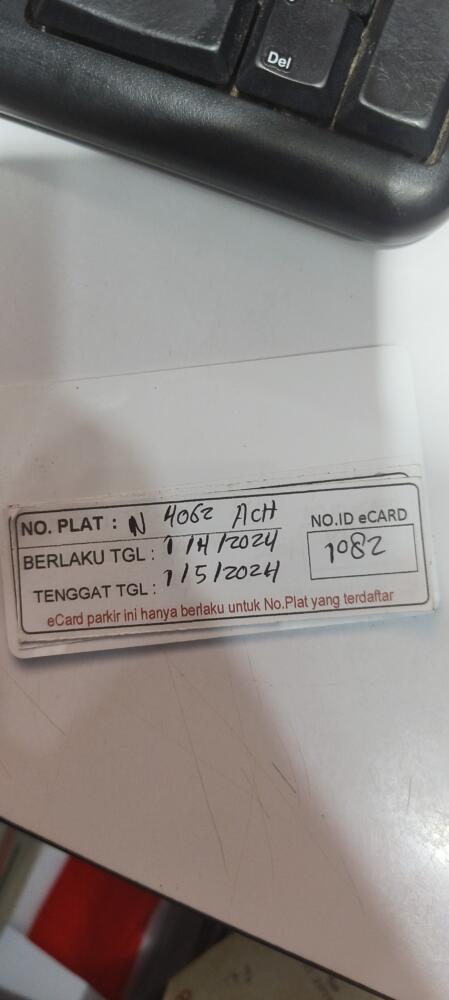 Del
NO. PLAT : N 4062 ACH
BERLAKU TGL : 1/4/2024
TENGGAT TGL : 1/5/2024
NO.ID eCARD
1082
eCard parkir ini hanya berlaku untuk No.Plat yang terdaftar